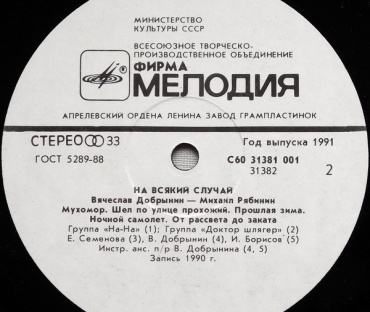 МИНИСТЕРСТВО
КУЛЬТУРЫ СССР
ВСЕСОЮЗНОЕ ТВОРЧЕСКО-
ПРОИЗВОДСТВЕННОЕ ОБЪЕДИНЕНИЕ
ФИРМА
МЕЛОДИЯ
АПРЕЛЕВСКИЙ ОРДЕНА ЛЕНИНА ЗАВОД ГРАМПЛАСТИНОК
СТЕРЕО 33
Год выпуска 1991
ГОСТ 5289-88
С60 31381 001
31382
2
НА ВСЯКИЙ СЛУЧАЙ
Вячеслав Добрынин — Михаил Рябинин
Мухомор. Шел по улице прохожий. Прошлая зима.
Ночной самолет. От рассвета до заката
Группа «На-На» (1); Группа «Доктор шлягер» (2)
Е. Семенова (3), В. Добрынин (4), И. Борисов (5)
Инстр. анс. п/р В. Добрынина (4, 5)
Запись 1990 г.